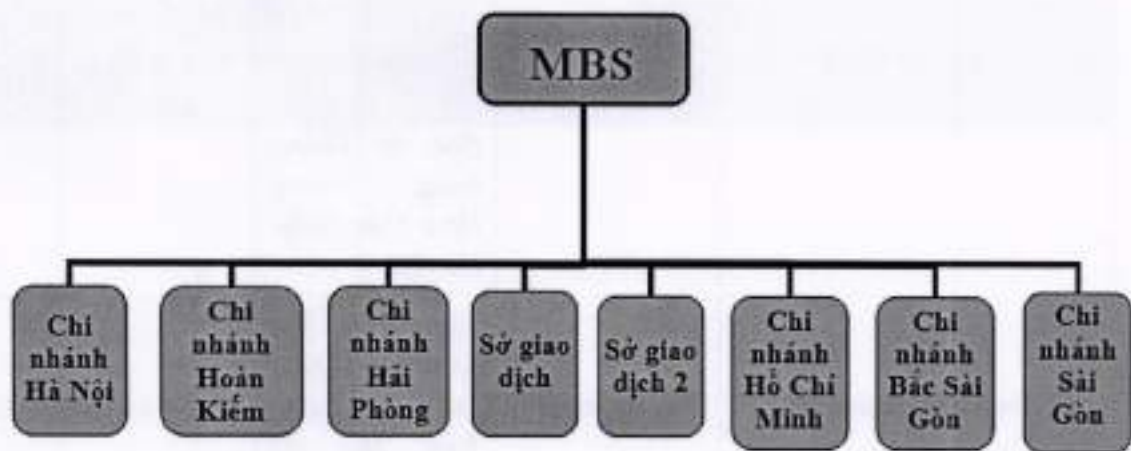 MBS
Chi
nhánh
Hà Nội
Chi
nhánh
Hoàn
Kiếm
Chi
nhánh
Hải
Phòng
Sở giao
dịch
Sở giao
dịch 2
Chi
nhánh
Hồ Chí
Minh
Chi
nhánh
Bắc Sài
Gòn
Chi
nhánh
Sài
Gòn